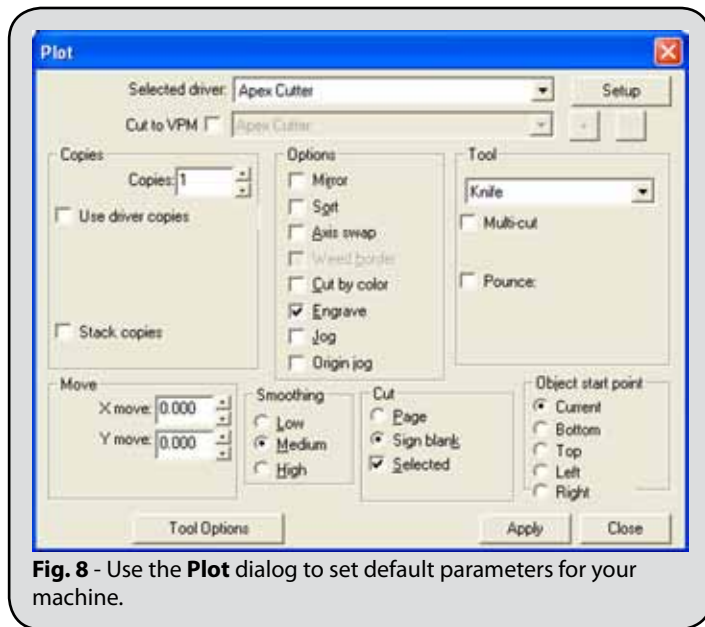 Plot
Selected driver: Apex Cutter
Setup
Cut to VPM Apex Cutter
Copies
Copies: 1
Use driver copies
Stack copies
Options
Mirror
Sort
Axis swap
Weed border
Cut by color
Engrave
Jog
Origin jog
Tool
Knife
Multi-cut
Pounce:
Move
X move: 0.000
Y move: 0.000
Smoothing
Low
Medium
High
Cut
Page
Sign blank
Selected
Object start point
Current
Bottom
Top
Left
Right
Tool Options
Apply
Close
Fig. 8 - Use the Plot dialog to set default parameters for your
machine.